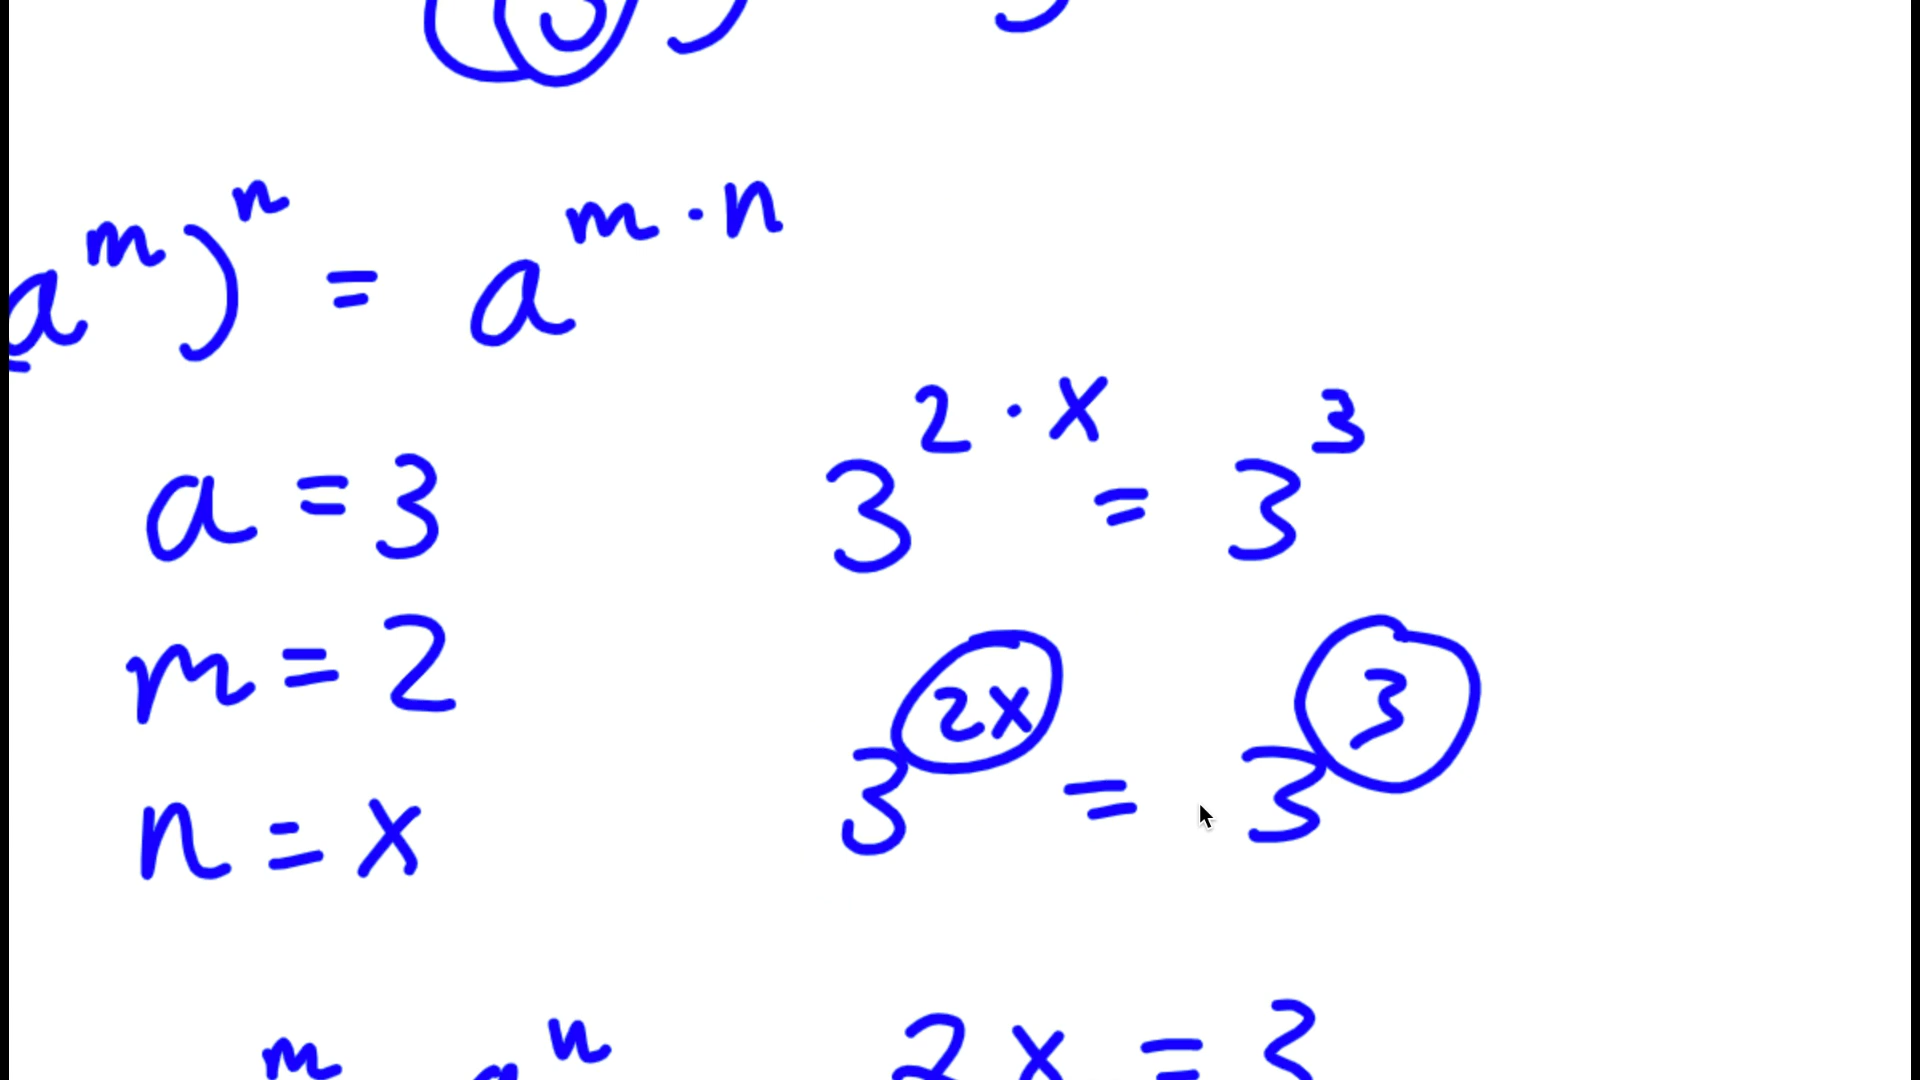 (a^m)^n = a^{m · n}
3^{2 · x} = 3^3
a = 3
m = 2
3^{2x} = 3^3
n = x
2x = 3
m a^n